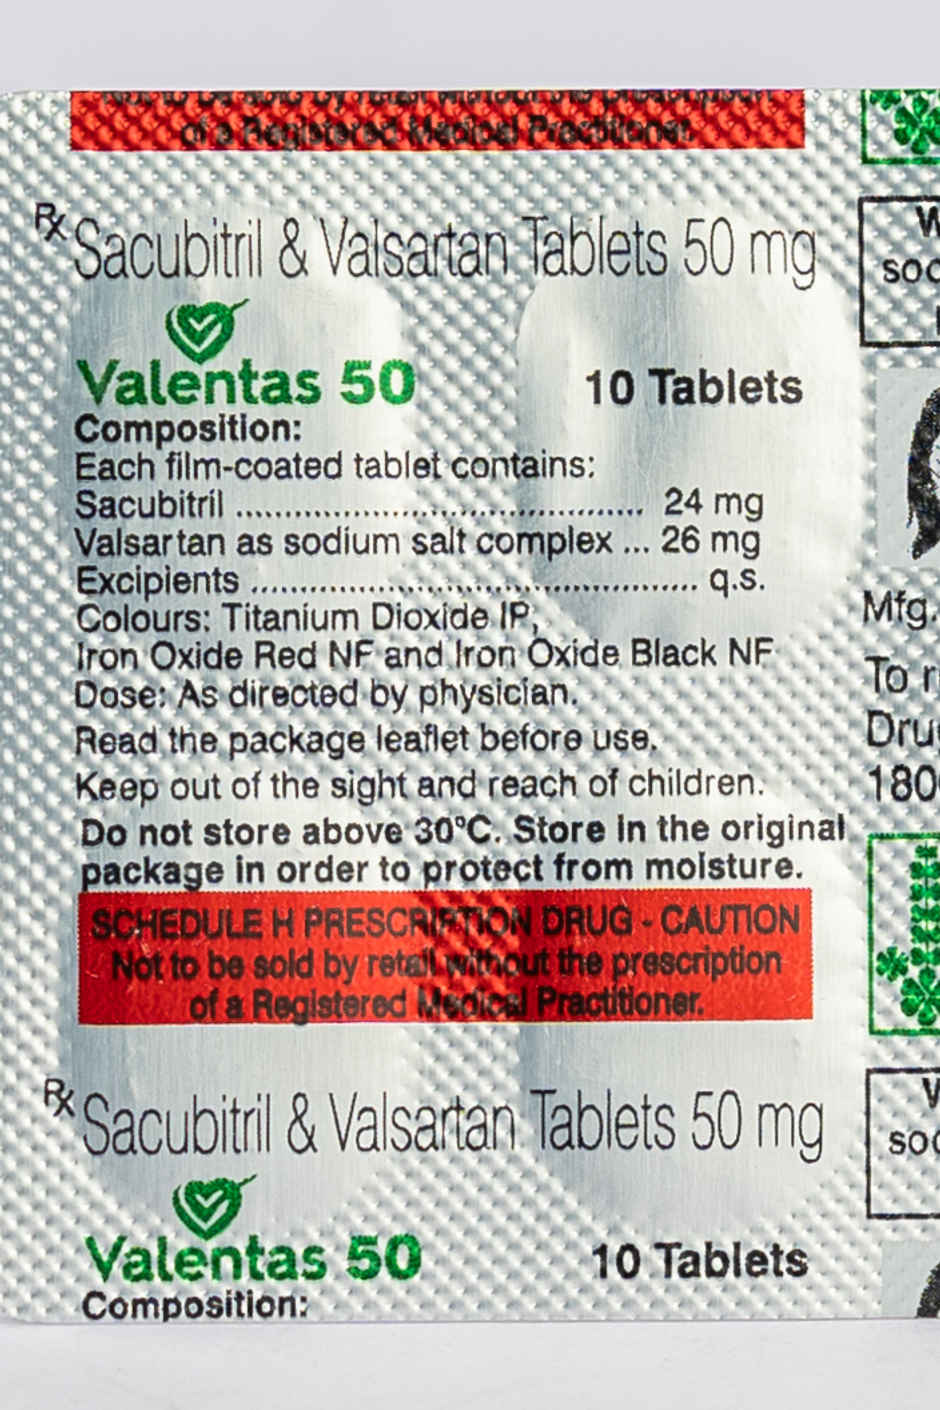 of a Registered Medical Practitioner.
Rx Sacubitril & Valsartan Tablets 50 mg
Valentas 50
10 Tablets
Composition:
Each film-coated tablet contains:
Sacubitril .......................................... 24 mg
Valsartan as sodium salt complex ... 26 mg
Excipients .............................................. q.s.
Colours: Titanium Dioxide IP,
Iron Oxide Red NF and Iron Oxide Black NF
Dose: As directed by physician.
Read the package leaflet before use.
Keep out of the sight and reach of children.
Do not store above 30°C. Store in the original
package in order to protect from moisture.
SCHEDULE H PRESCRIPTION DRUG - CAUTION
Not to be sold by retail without the prescription
of a Registered Medical Practitioner.
Rx Sacubitril & Valsartan Tablets 50 mg
Valentas 50
10 Tablets
Composition:
Mfg.
To